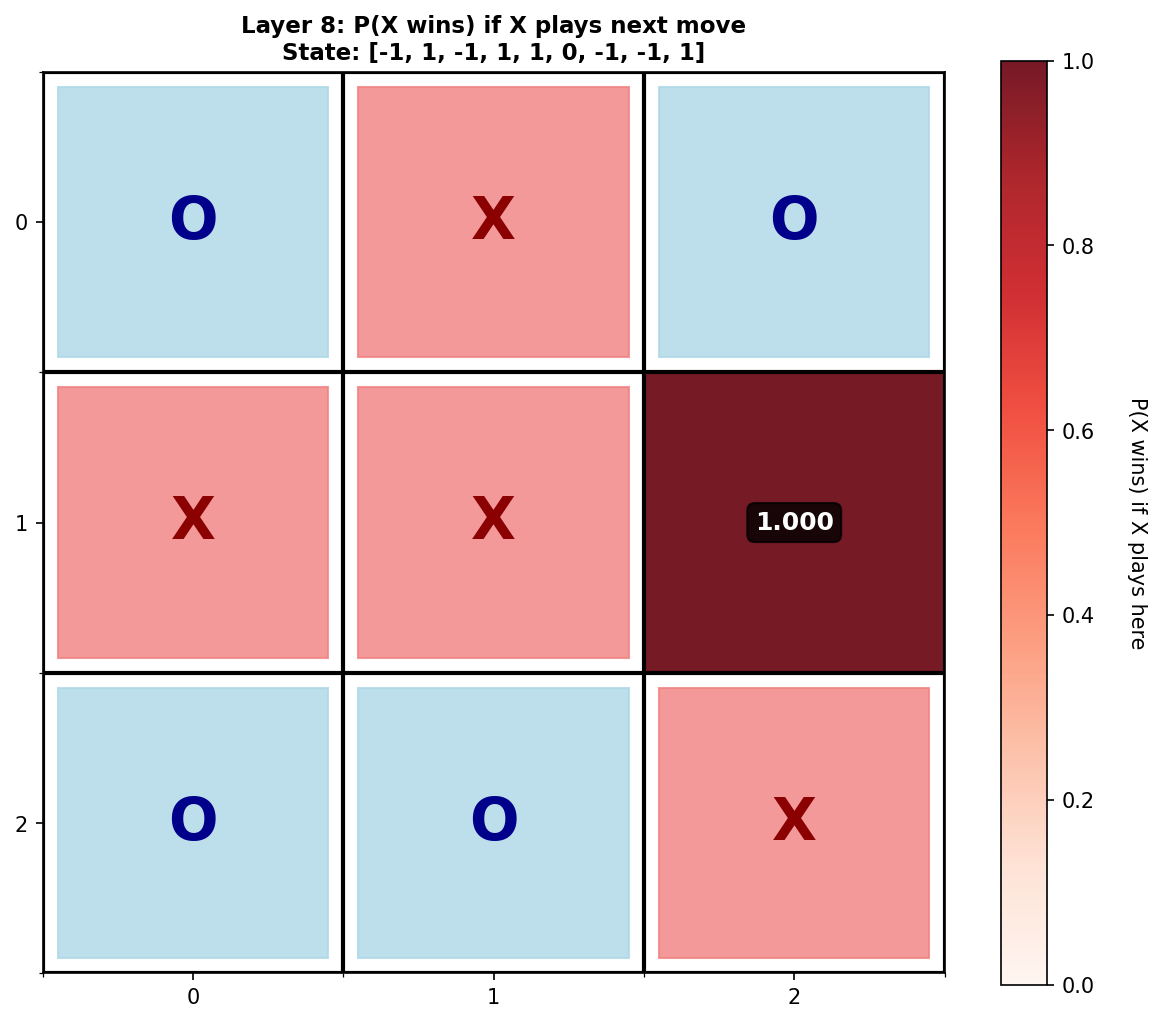 Layer 8: P(X wins) if X plays next move
State: [-1, 1, -1, 1, 1, 0, -1, -1, 1]
0
O
X
O
1
X
X
1.000
2
O
O
X
0
1
2
1.0
0.8
0.6
0.4
0.2
0.0
P(X wins) if X plays here